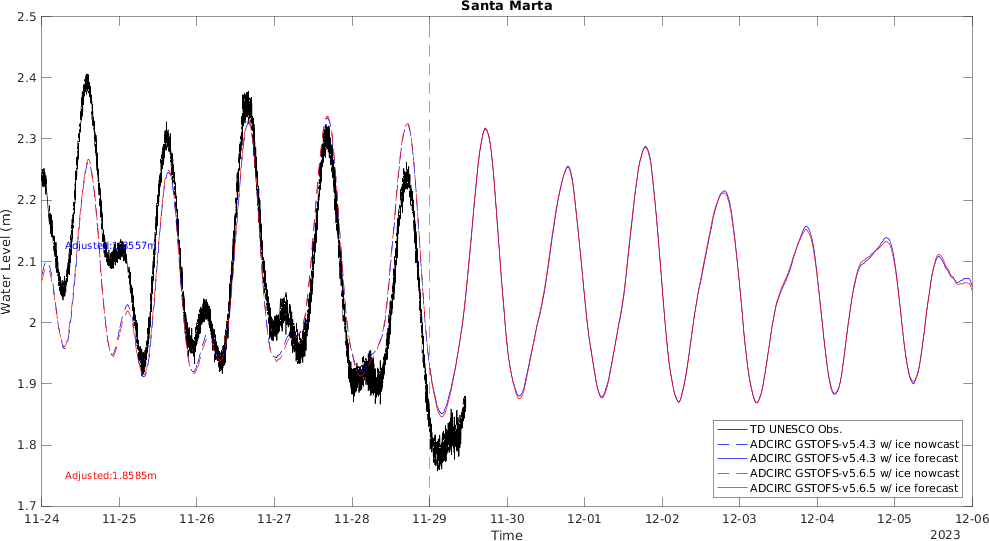 Santa Marta
2.5
2.4
2.3
2.2
2.1
2
1.9
1.8
1.7
Water Level (m)
Adjusted:1.8557m
Adjusted:1.8585m
TD UNESCO Obs.
ADCIRC GSTOFS-v5.4.3 w/ ice nowcast
ADCIRC GSTOFS-v5.4.3 w/ ice forecast
ADCIRC GSTOFS-v5.6.5 w/ ice nowcast
ADCIRC GSTOFS-v5.6.5 w/ ice forecast
11-24 11-25 11-26 11-27 11-28 11-29 11-30 12-01 12-02 12-03 12-04 12-05 12-06
Time
2023